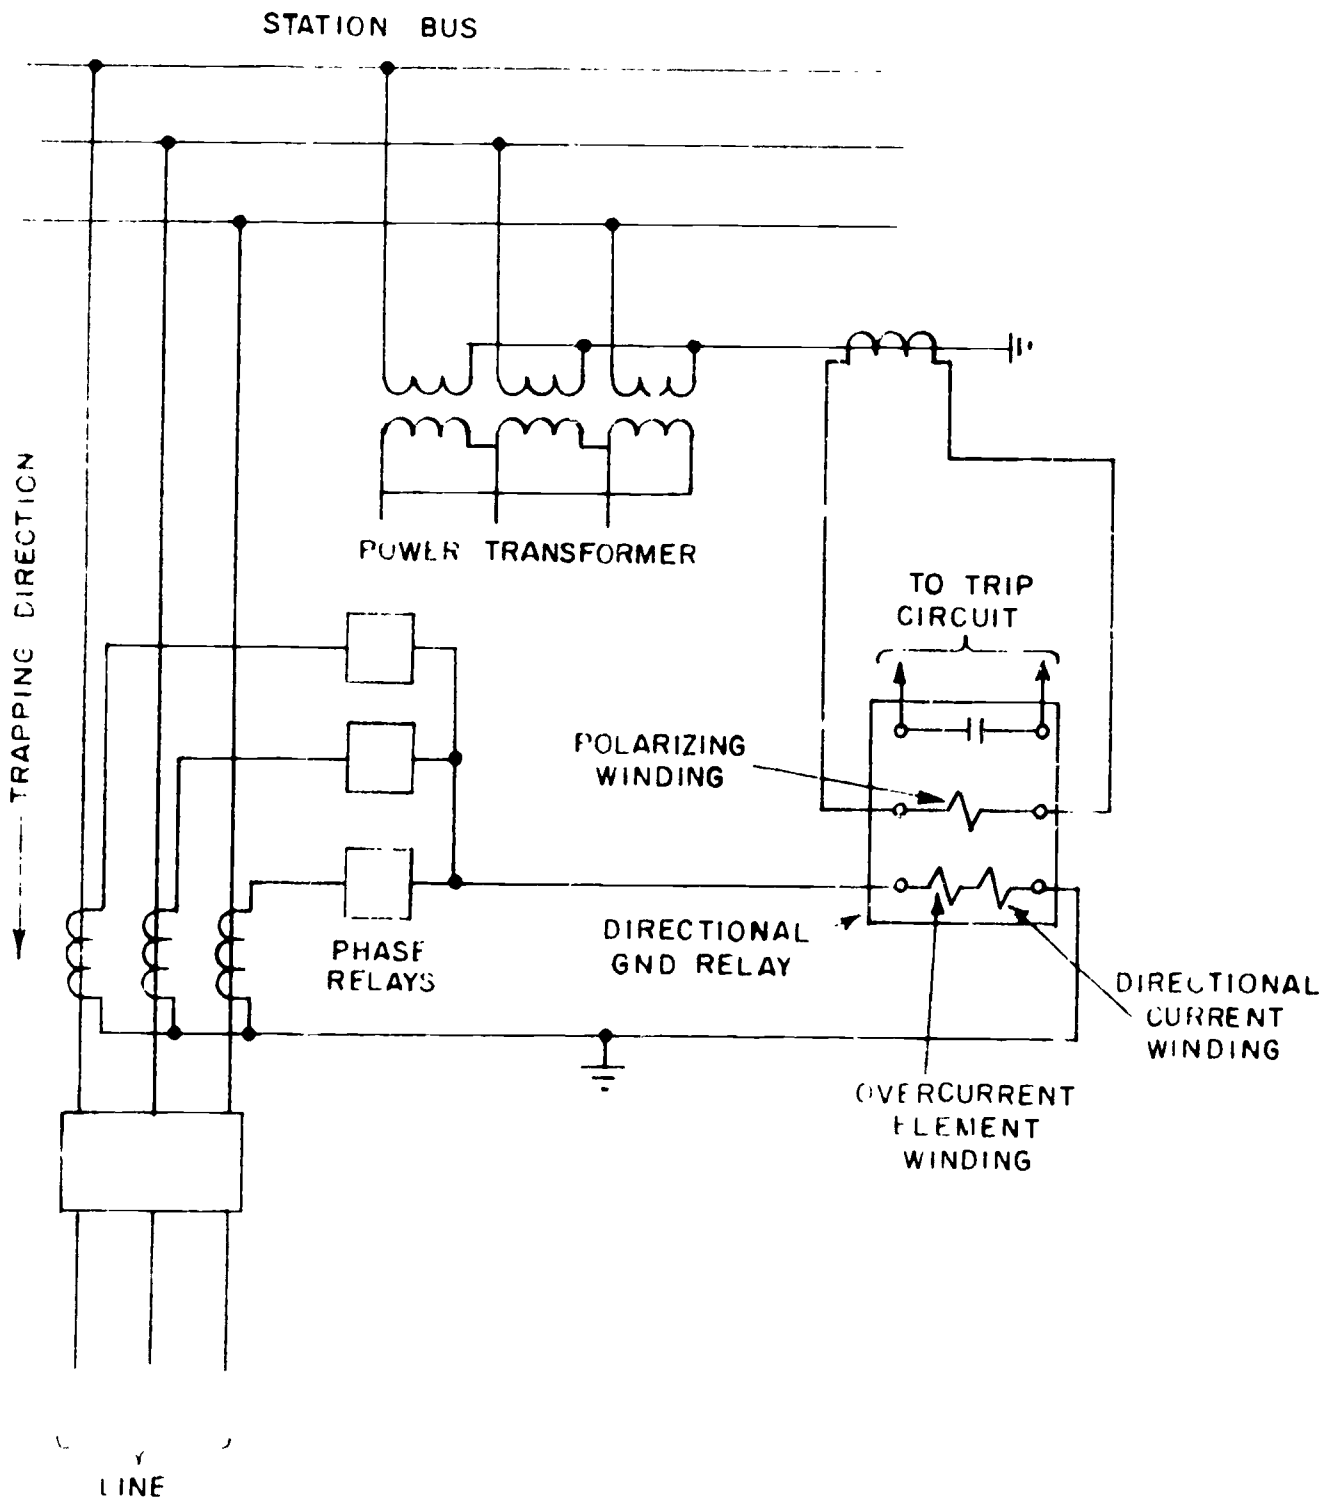 STATION BUS
TRAPPING DIRECTION
POWER TRANSFORMER
TO TRIP
CIRCUIT
POLARIZING
WINDING
PHASE
RELAYS
DIRECTIONAL
GND RELAY
DIRECTIONAL
CURRENT
WINDING
OVERCURRENT
ELEMENT
WINDING
LINE